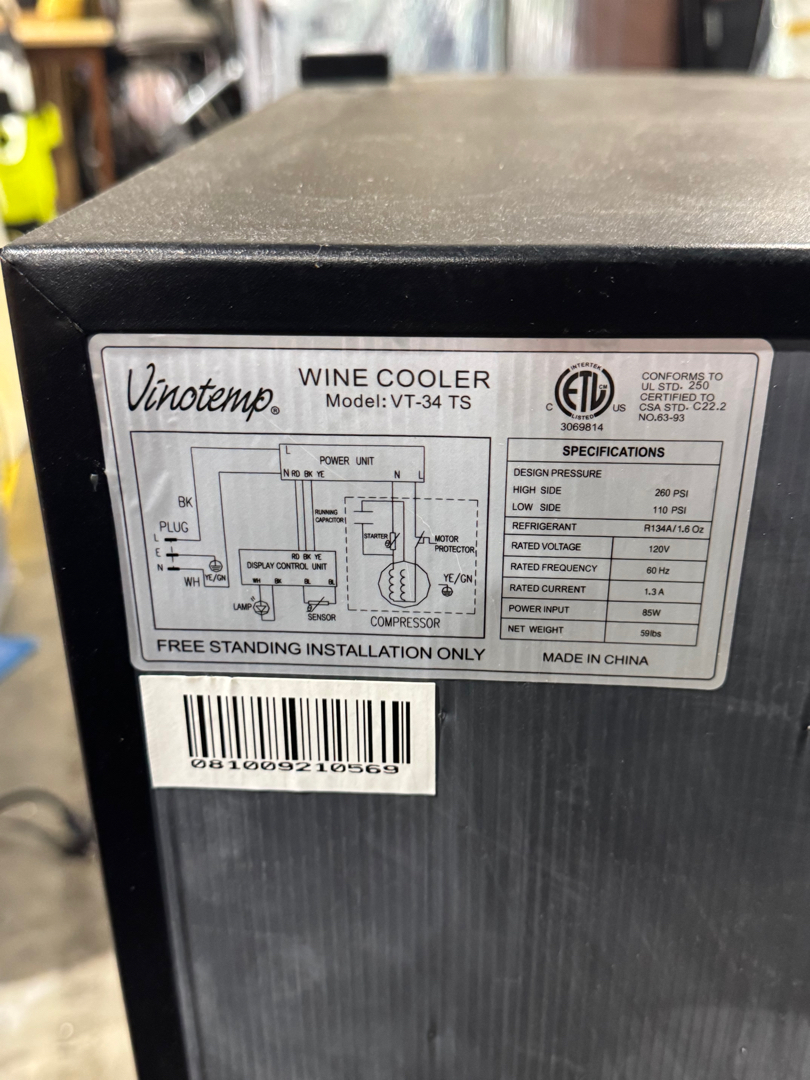 Vinotemp®
WINE COOLER
Model: VT-34 TS
INTERTEK
ETL CM
C US
LISTED
3069814
CONFORMS TO
UL STD. 250
CERTIFIED TO
CSA STD. C22.2
NO.63-93
L
POWER UNIT
N RD BK YE N L
BK
PLUG
L
E
N
WH
YE/GN
RUNNING
CAPACITOR
STARTER
MOTOR
PROTECTOR
RD BK YE
DISPLAY CONTROL UNIT
WH BK BL BL
LAMP
SENSOR
YE/GN
COMPRESSOR
SPECIFICATIONS
DESIGN PRESSURE
HIGH SIDE 260 PSI
LOW SIDE 110 PSI
REFRIGERANT R134A/1.6 Oz
RATED VOLTAGE 120V
RATED FREQUENCY 60 Hz
RATED CURRENT 1.3 A
POWER INPUT 85W
NET WEIGHT 59lbs
FREE STANDING INSTALLATION ONLY
MADE IN CHINA
081009210569